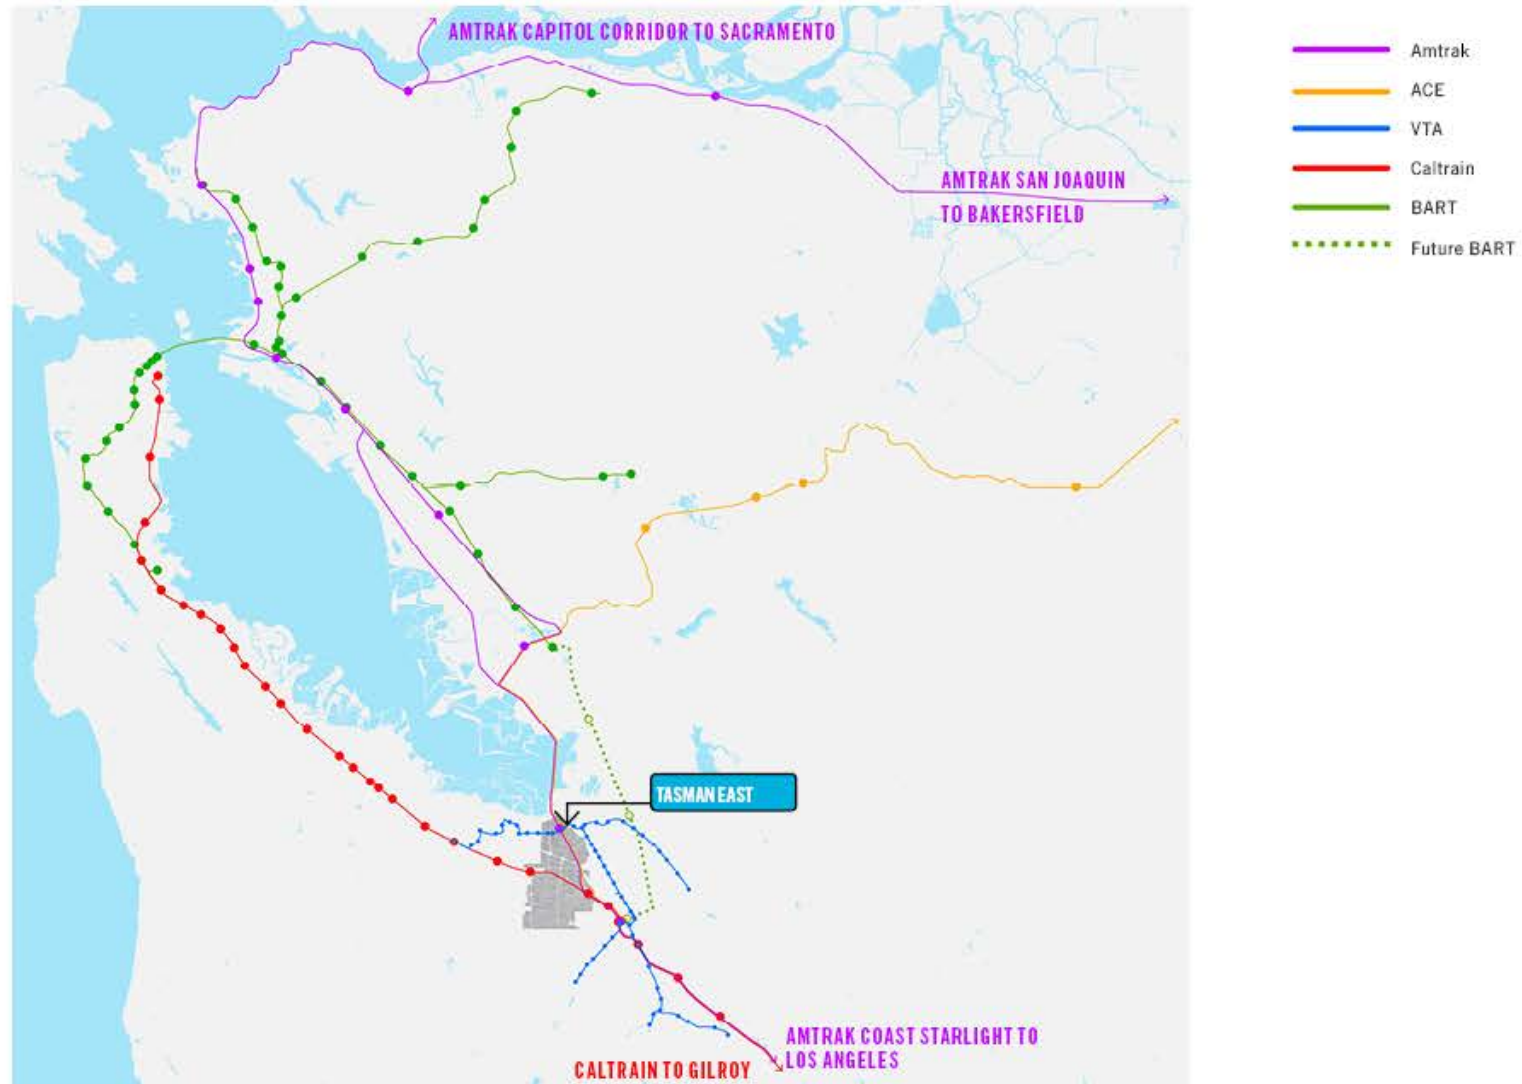 AMTRAK CAPITOL CORRIDOR TO SACRAMENTO
AMTRAK SAN JOAQUIN
TO BAKERSFIELD
TASMAN EAST
AMTRAK COAST STARLIGHT TO
LOS ANGELES
CALTRAIN TO GILROY
Amtrak
ACE
VTA
Caltrain
BART
Future BART